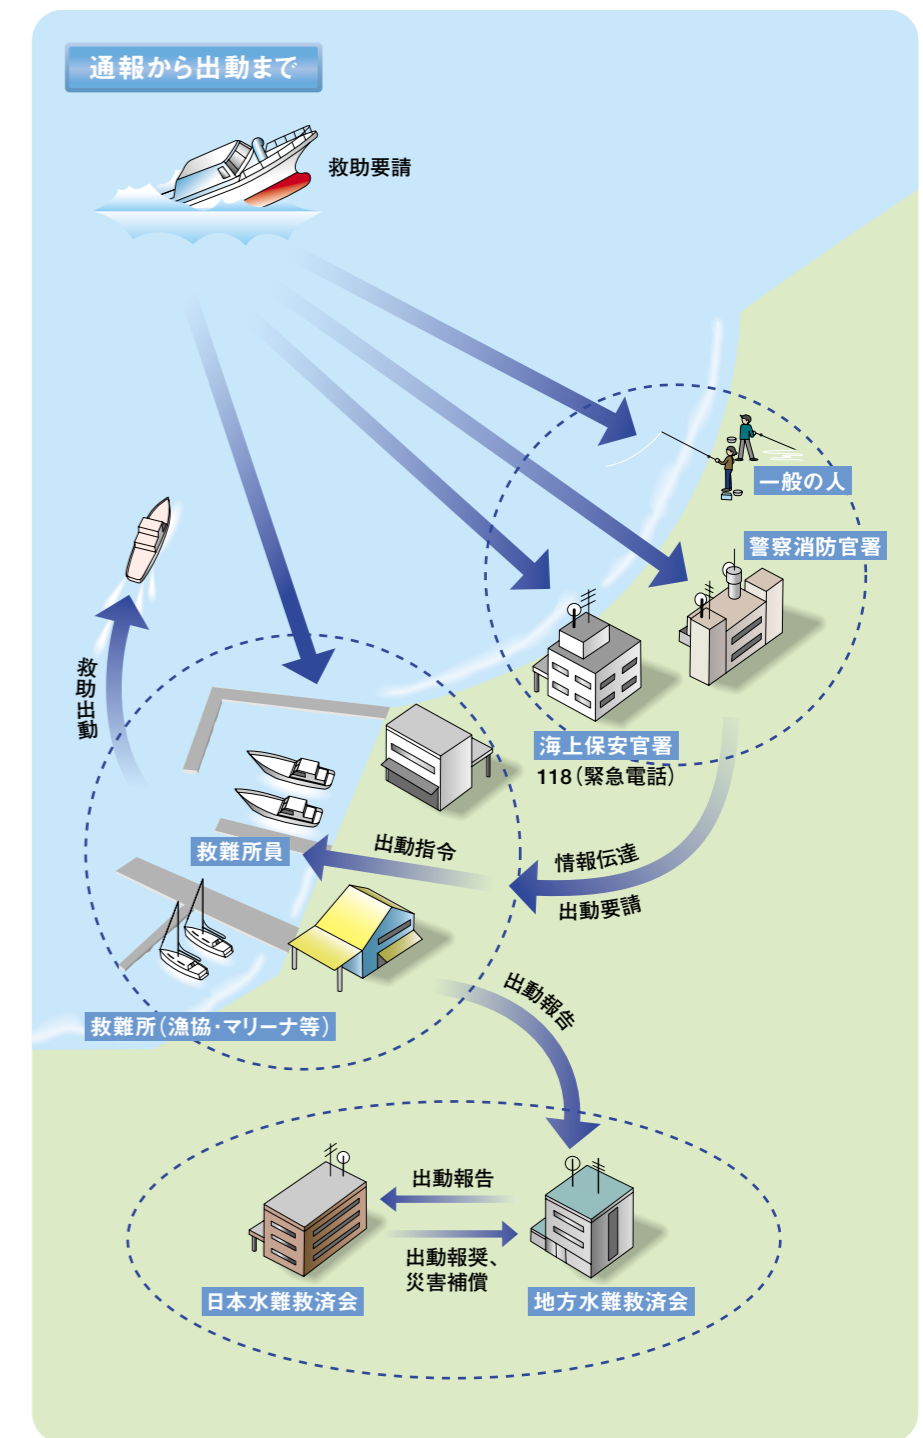 通報から出動まで
救助要請
一般の人
警察消防官署
海上保安官署
118（緊急電話）
救助出動
救難所員
出動指令
情報伝達
出動要請
救難所（漁協・マリーナ等）
出動報告
出動報告
出動報奨、
災害補償
日本水難救済会
地方水難救済会